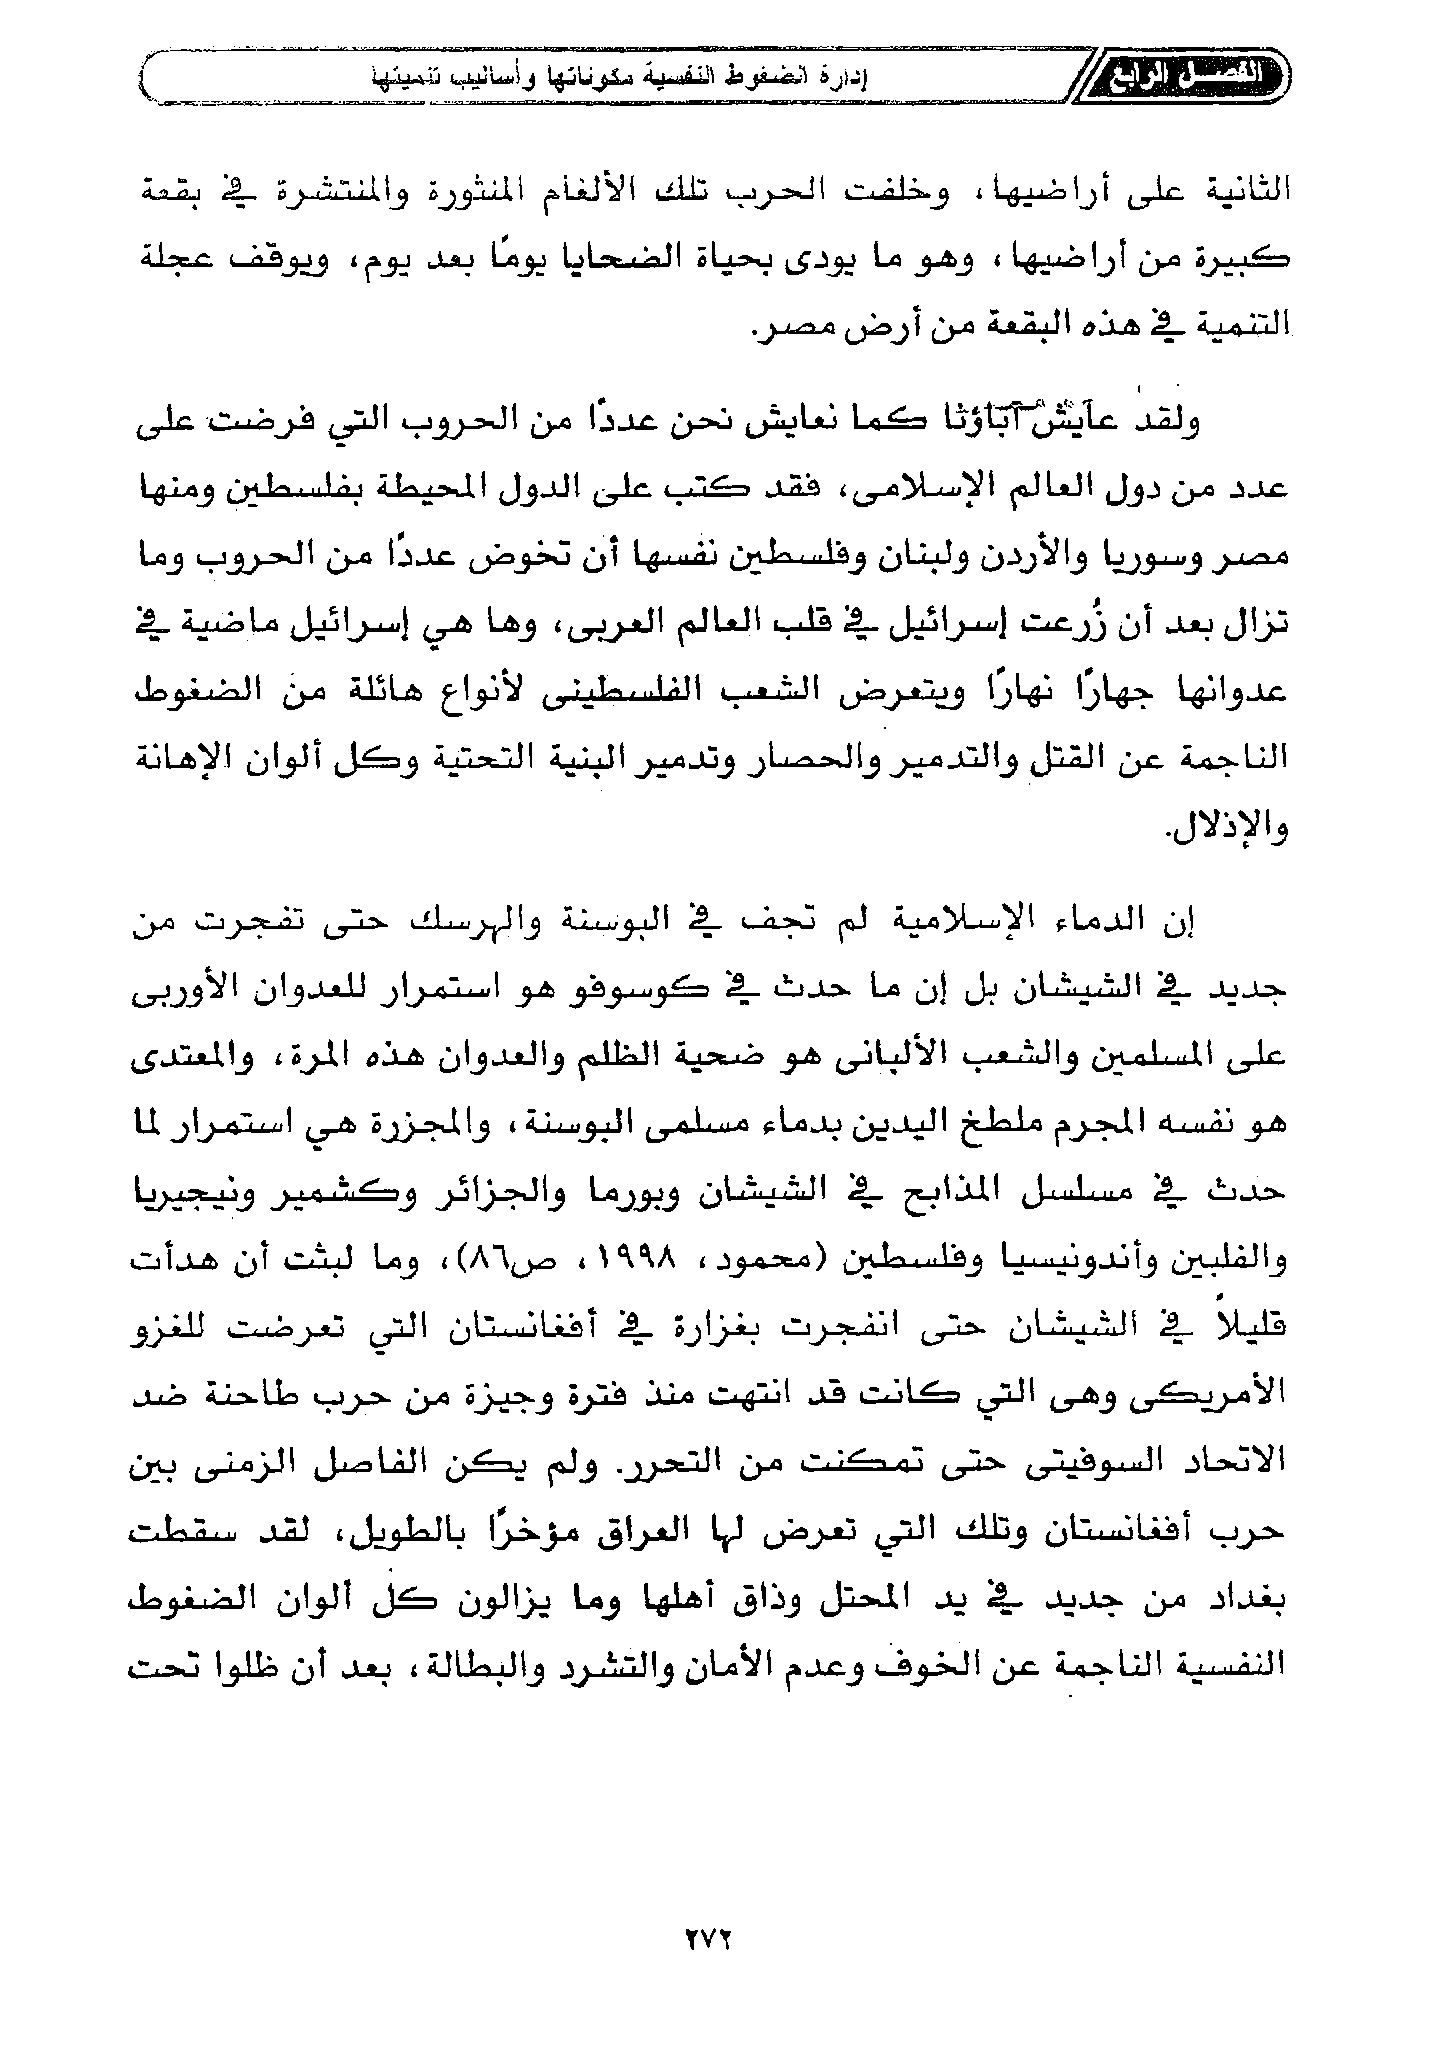 الفصل الرابع
إدارة الضغوط النفسية مكوناتها وأساليب تنميتها
الثانية على أراضيها، وخلفت الحرب تلك الألغام المنثورة والمنتشرة في بقعة
كبيرة من أراضيها، وهو ما يودى بحياة الضحايا يومًا بعد يوم، ويوقف عجلة
التنمية في هذه البقعة من أرض مصر.
ولقد عايش آباؤنا كما نعايش نحن عددًا من الحروب التي فرضت على
عدد من دول العالم الإسلامى، فقد كتب على الدول المحيطة بفلسطين ومنها
مصر وسوريا والأردن ولبنان وفلسطين نفسها أن تخوض عددًا من الحروب وما
تزال بعد أن زُرعت إسرائيل في قلب العالم العربى، وها هي إسرائيل ماضية في
عدوانها جهارًا نهارًا ويتعرض الشعب الفلسطينى لأنواع هائلة من الضغوط
الناجمة عن القتل والتدمير والحصار وتدمير البنية التحتية وكل ألوان الإهانة
والإذلال.
إن الدماء الإسلامية لم تجف في البوسنة والهرسك حتى تفجرت من
جديد في الشيشان بل إن ما حدث في كوسوفو هو استمرار للعدوان الأوربى
على المسلمين والشعب الألبانى هو ضحية الظلم والعدوان هذه المرة، والمعتدى
هو نفسه المجرم ملطخ اليدين بدماء مسلمى البوسنة، والمجزرة هي استمرار لما
حدث في مسلسل المذابح في الشيشان وبورما والجزائر وكشمير ونيجيريا
والفلبين وأندونيسيا وفلسطين (محمود، ١٩٩٨، ص٨٦)، وما لبثت أن هدأت
قليلاً في الشيشان حتى انفجرت بغزارة في أفغانستان التي تعرضت للغزو
الأمريكى وهى التي كانت قد انتهت منذ فترة وجيزة من حرب طاحنة ضد
الاتحاد السوفيتى حتى تمكنت من التحرر. ولم يكن الفاصل الزمنى بين
حرب أفغانستان وتلك التي تعرض لها العراق مؤخرًا بالطويل، لقد سقطت
بغداد من جديد في يد المحتل وذاق أهلها وما يزالون كل ألوان الضغوط
النفسية الناجمة عن الخوف وعدم الأمان والتشرد والبطالة، بعد أن ظلوا تحت
٢٧٢